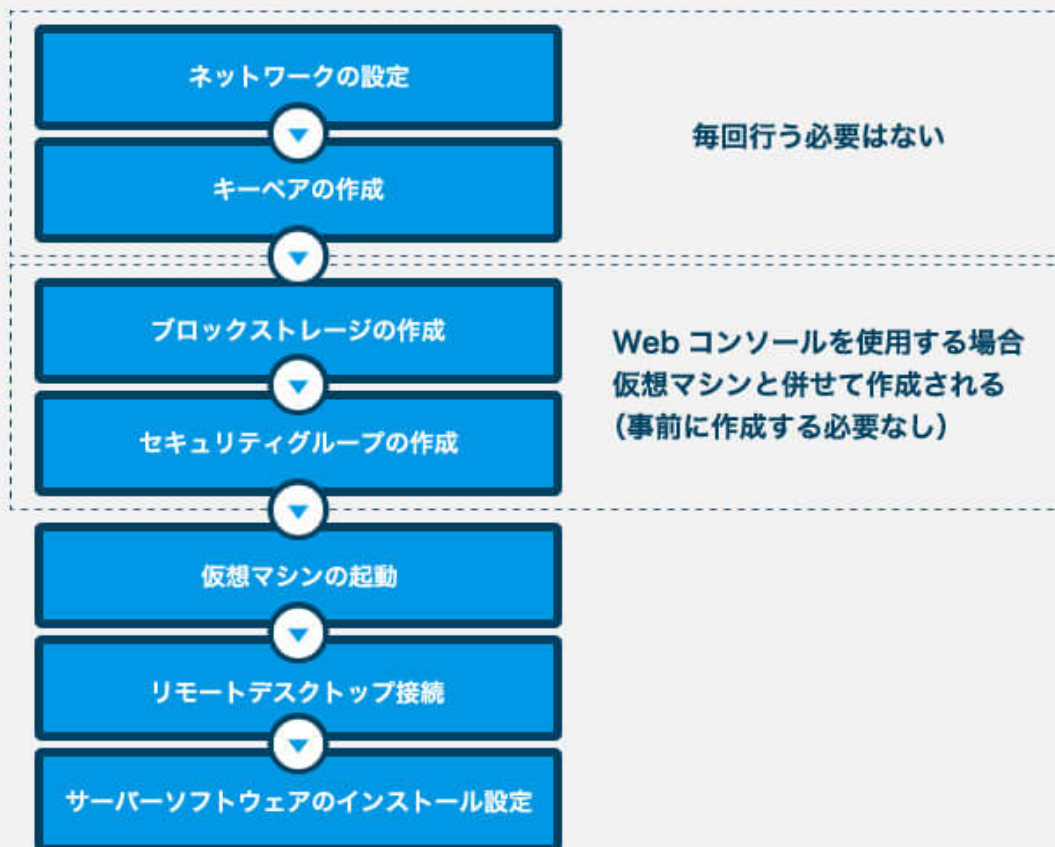 ネットワークの設定
毎回行う必要はない
キーペアの作成
ブロックストレージの作成
Web コンソールを使用する場合
仮想マシンと併せて作成される
（事前に作成する必要なし）
セキュリティグループの作成
仮想マシンの起動
リモートデスクトップ接続
サーバーソフトウェアのインストール設定